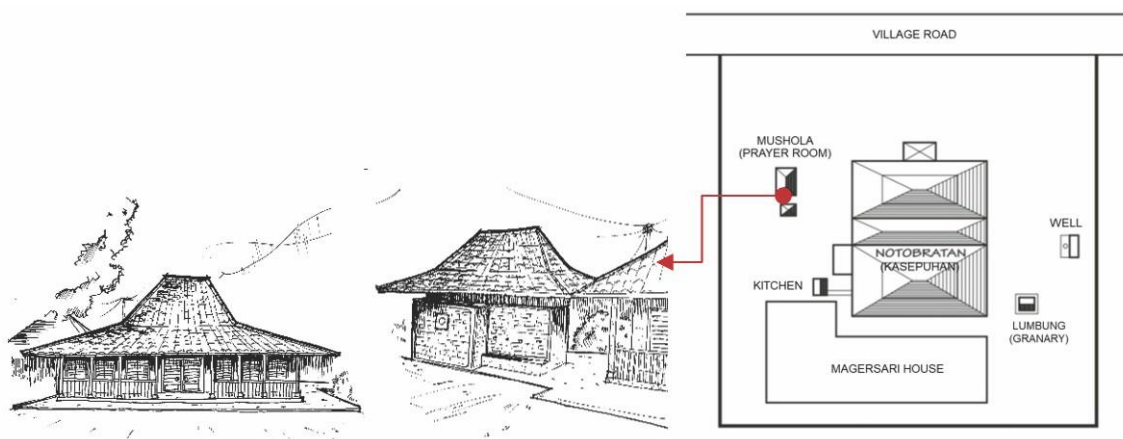 VILLAGE ROAD
MUSHOLA
(PRAYER ROOM)
WELL
NOTOBRATAN
(KASEPUHAN)
KITCHEN
LUMBUNG
(GRANARY)
MAGERSARI HOUSE